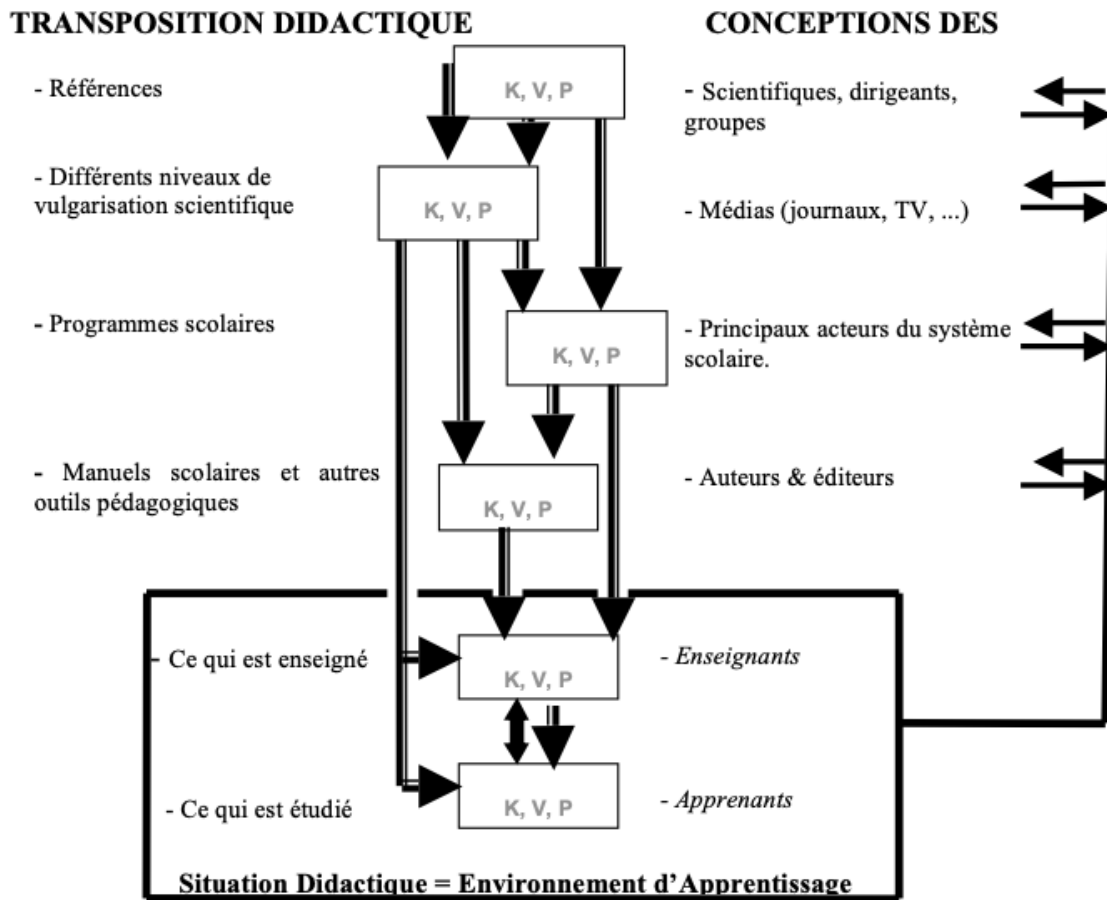 TRANSPOSITION DIDACTIQUE
CONCEPTIONS DES
- Références
K, V, P
- Scientifiques, dirigeants,
groupes
- Différents niveaux de
vulgarisation scientifique
K, V, P
- Médias (journaux, TV, ...)
- Programmes scolaires
K, V, P
- Principaux acteurs du système
scolaire.
- Manuels scolaires et autres
outils pédagogiques
K, V, P
- Auteurs & éditeurs
- Ce qui est enseigné
K, V, P
- Enseignants
- Ce qui est étudié
K, V, P
- Apprenants
Situation Didactique = Environnement d'Apprentissage